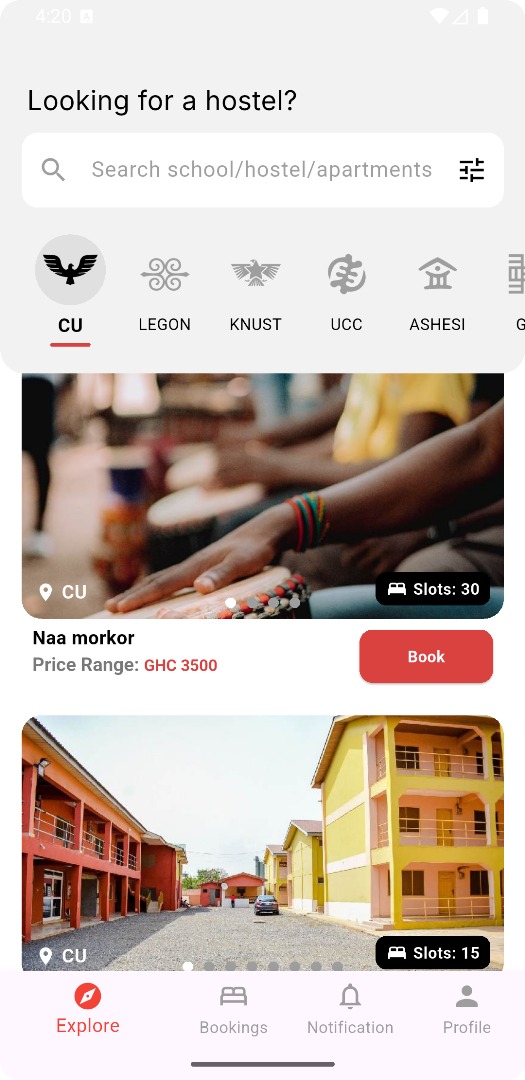 4:20 A
Looking for a hostel?
Search school/hostel/apartments
CU LEGON KNUST UCC ASHESI G
CU Slots: 30
Naa morkor
Price Range: GHC 3500
Book
CU Slots: 15
Explore Bookings Notification Profile